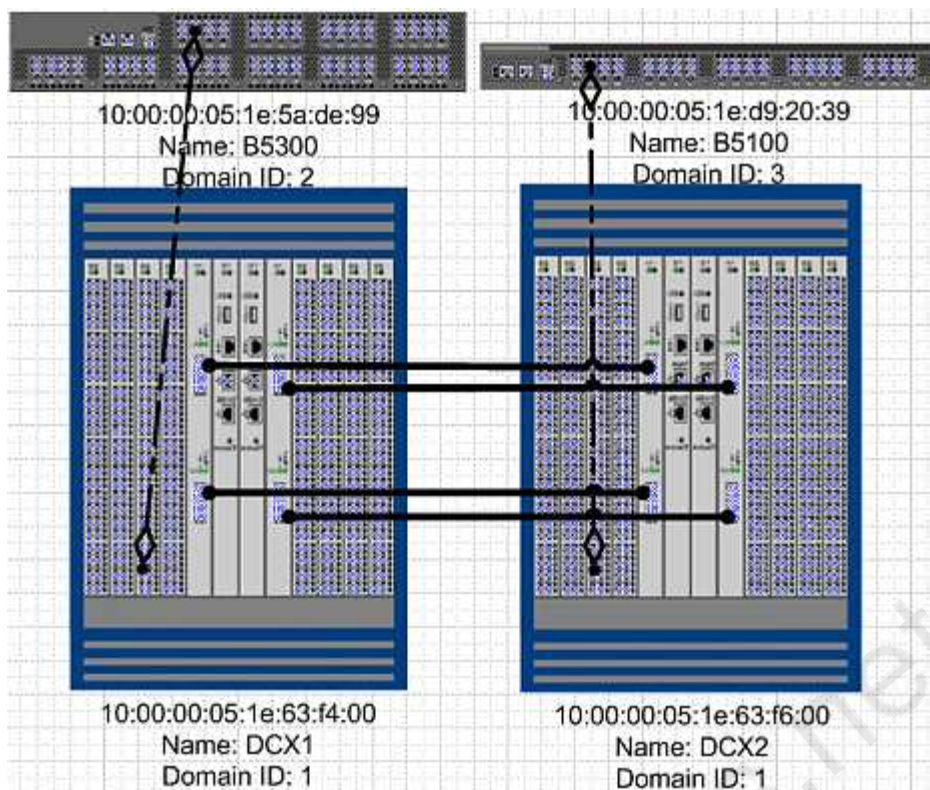 10:00:00:05:1e:5a:de:99
Name: B5300
Domain ID: 2
10:00:00:05:1e:d9:20:39
Name: B5100
Domain ID: 3
10:00:00:05:1e:63:f4:00
Name: DCX1
Domain ID: 1
10:00:00:05:1e:63:f6:00
Name: DCX2
Domain ID: 1
.net